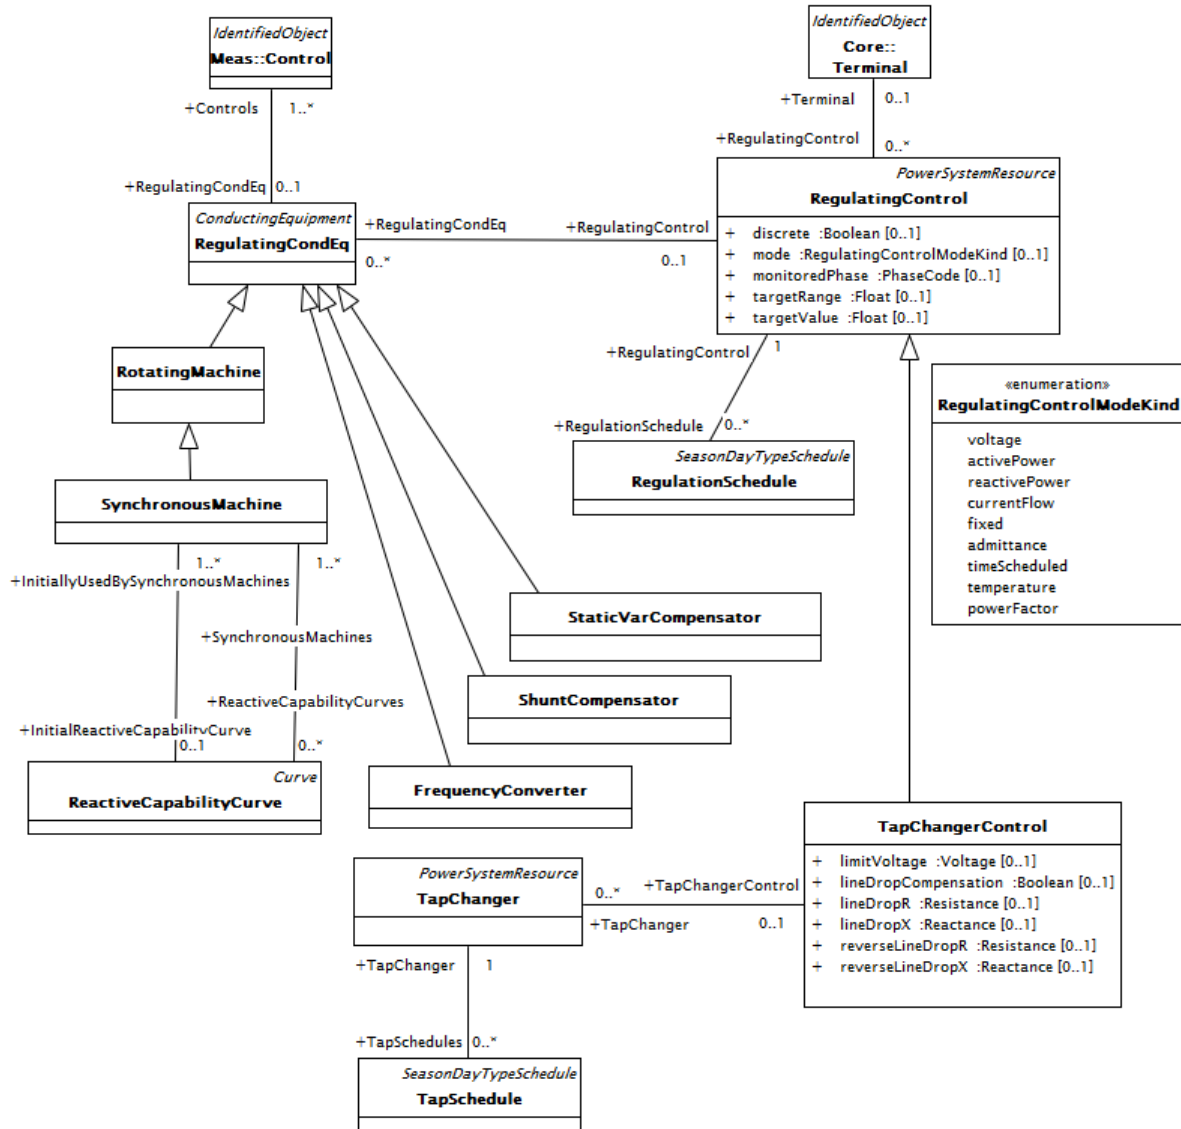 IdentifiedObject
Meas::Control
+Controls
1..*
+RegulatingCondEq
0..1
ConductingEquipment
RegulatingCondEq
+RegulatingCondEq
0..*
+RegulatingControl
0..1
IdentifiedObject
Core::
Terminal
+Terminal
0..1
+RegulatingControl
0..*
PowerSystemResource
RegulatingControl
+ discrete :Boolean [0..1]
+ mode :RegulatingControlModeKind [0..1]
+ monitoredPhase :PhaseCode [0..1]
+ targetRange :Float [0..1]
+ targetValue :Float [0..1]
+RegulatingControl
1
+RegulationSchedule
0..*
SeasonDayTypeSchedule
RegulationSchedule
«enumeration»
RegulatingControlModeKind
voltage
activePower
reactivePower
currentFlow
fixed
admittance
timeScheduled
temperature
powerFactor
RotatingMachine
SynchronousMachine
1..*
1..*
+InitiallyUsedBySynchronousMachines
+SynchronousMachines
+ReactiveCapabilityCurves
+InitialReactiveCapabilityCurve
0..1
0..*
Curve
ReactiveCapabilityCurve
StaticVarCompensator
ShuntCompensator
FrequencyConverter
TapChangerControl
+ limitVoltage :Voltage [0..1]
+ lineDropCompensation :Boolean [0..1]
+ lineDropR :Resistance [0..1]
+ lineDropX :Reactance [0..1]
+ reverseLineDropR :Resistance [0..1]
+ reverseLineDropX :Reactance [0..1]
PowerSystemResource
TapChanger
0..*
+TapChangerControl
+TapChanger
0..1
+TapChanger
1
+TapSchedules
0..*
SeasonDayTypeSchedule
TapSchedule